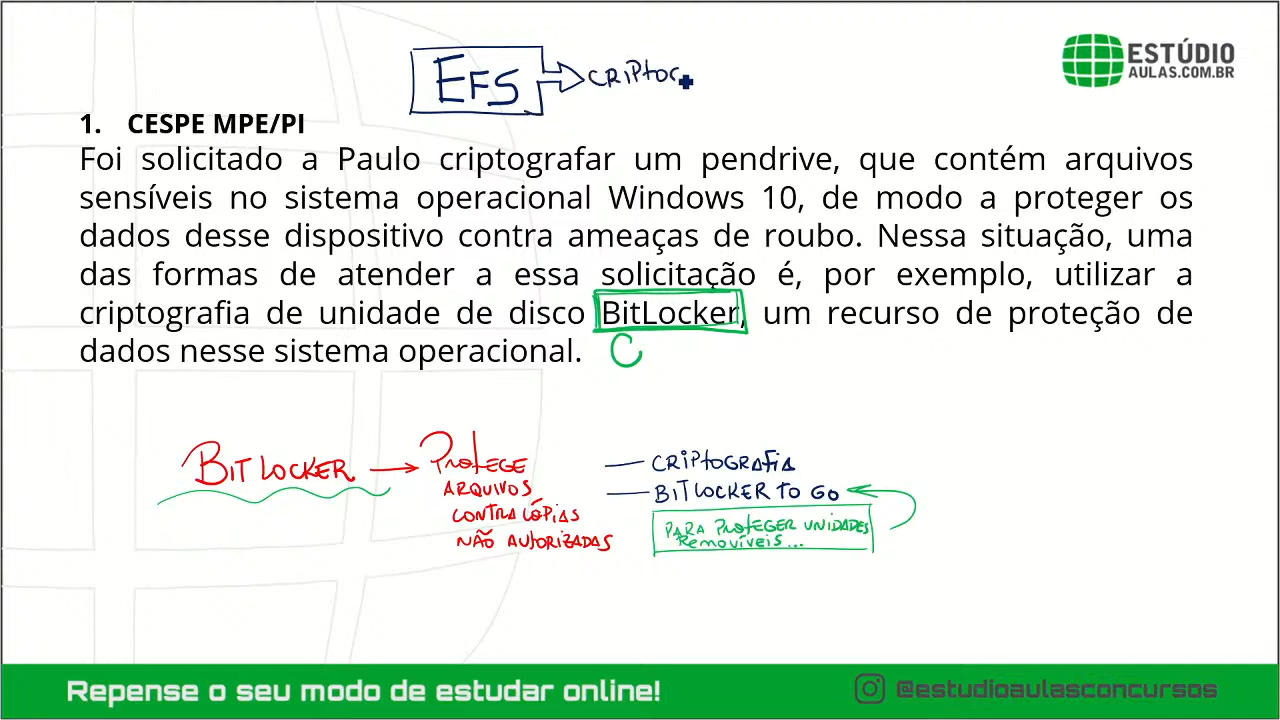 EFS
CRIPTOG
ESTÚDIO
AULAS.COM.BR
1. CESPE MPE/PI
Foi solicitado a Paulo criptografar um pendrive, que contém arquivos
sensíveis no sistema operacional Windows 10, de modo a proteger os
dados desse dispositivo contra ameaças de roubo. Nessa situação, uma
das formas de atender a essa solicitação é, por exemplo, utilizar a
criptografia de unidade de disco BitLocker, um recurso de proteção de
dados nesse sistema operacional. C
BITLOCKER
PROTEGE
ARQUIVOS
CONTRA CÓPIAS
NÃO AUTORIZADAS
CRIPTOGRAFIA
BITLOCKER TO GO
PARA PROTEGER UNIDADES
REMOVÍVEIS...
Repense o seu modo de estudar online!
@estudioaulasconcursos